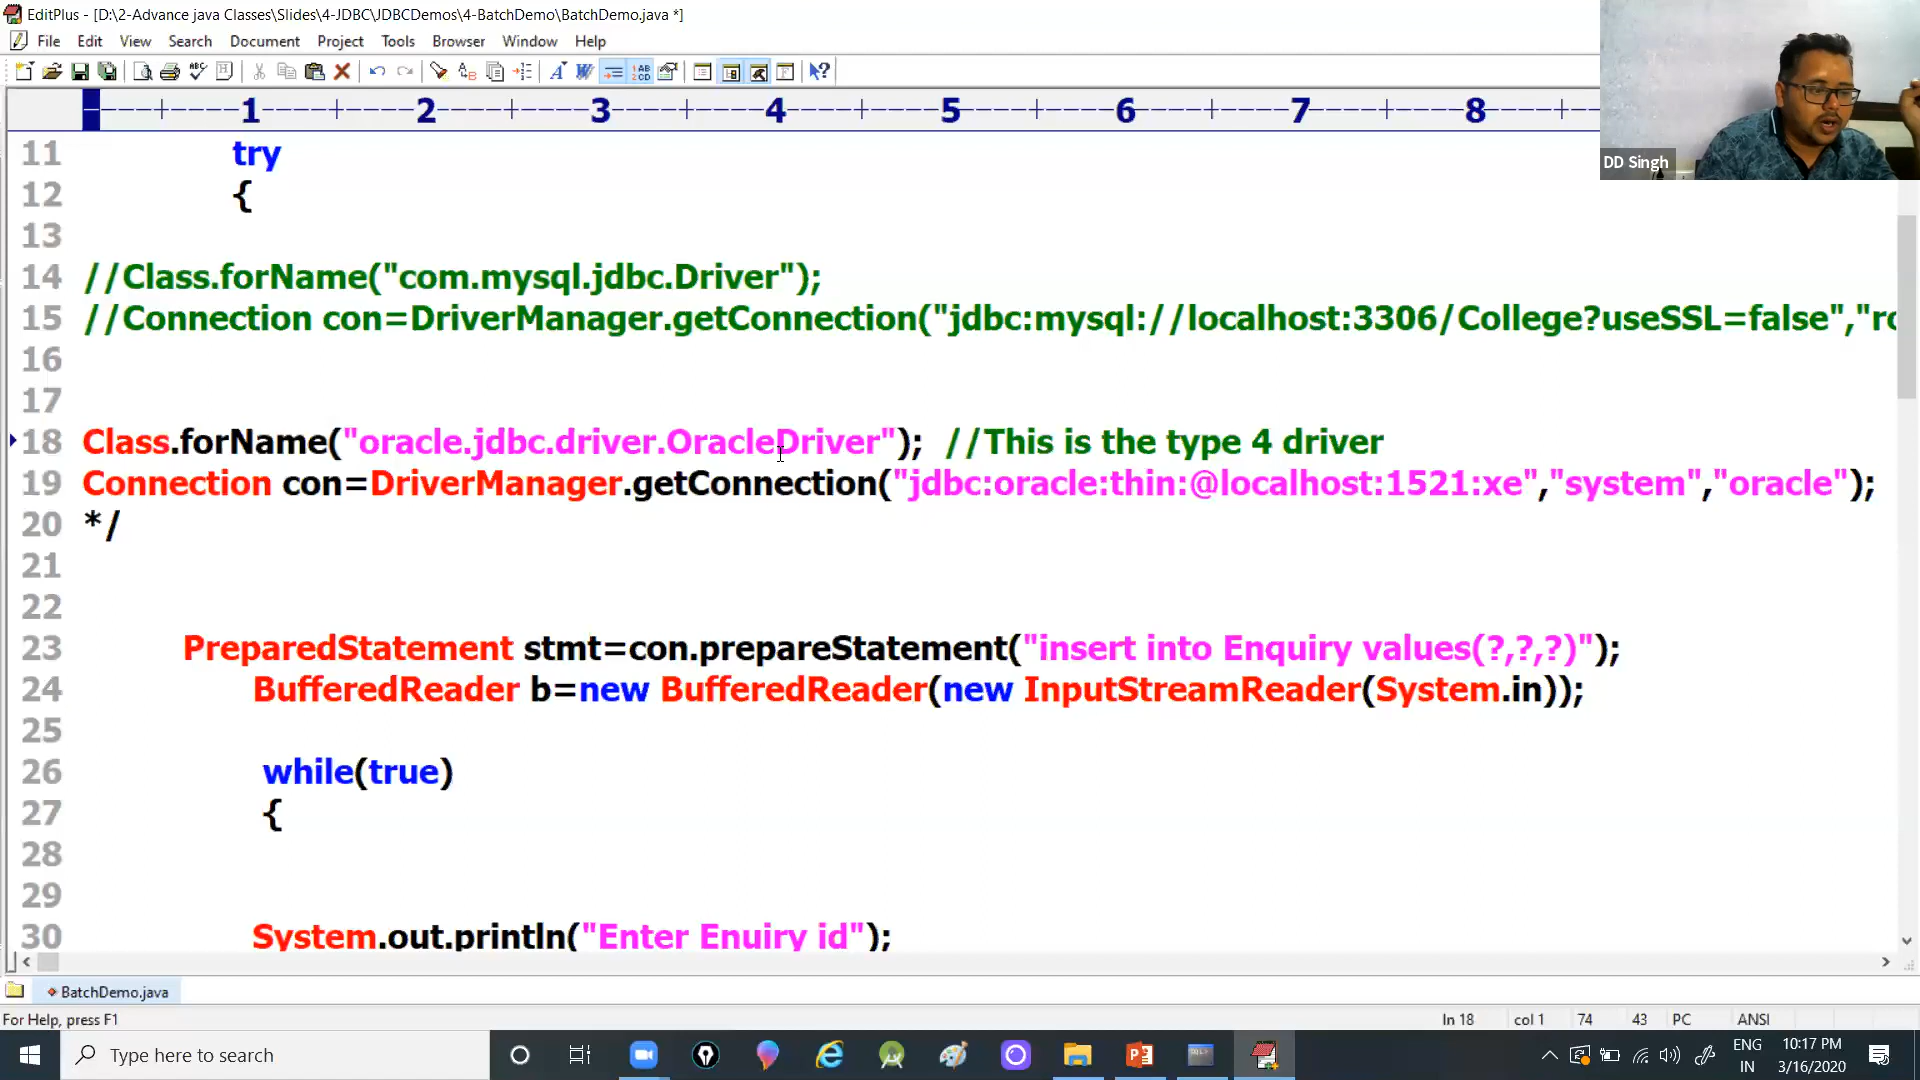 EditPlus - [D:\2-Advance java Classes\Slides\4-JDBC\JDBCDemos\4-BatchDemo\BatchDemo.java *]
File Edit View Search Document Project Tools Browser Window Help
----+----1----+----2----+----3----+----4----+----5----+----6----+----7----+----8----+
DD Singh
11 try
12 {
13
14 //Class.forName("com.mysql.jdbc.Driver");
15 //Connection con=DriverManager.getConnection("jdbc:mysql://localhost:3306/College?useSSL=false","ro
16
17
18 Class.forName("oracle.jdbc.driver.OracleDriver"); //This is the type 4 driver
19 Connection con=DriverManager.getConnection("jdbc:oracle:thin:@localhost:1521:xe","system","oracle");
20 */
21
22
23 PreparedStatement stmt=con.prepareStatement("insert into Enquiry values(?,?,?)");
24 BufferedReader b=new BufferedReader(new InputStreamReader(System.in));
25
26 while(true)
27 {
28
29
30 System.out.println("Enter Enuiry id");
BatchDemo.java
For Help, press F1 ln 18 col 1 74 43 PC ANSI
Type here to search ENG IN 10:17 PM 3/16/2020